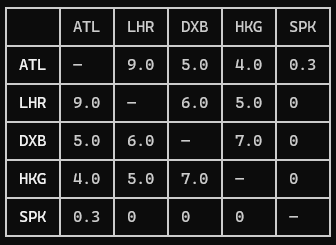 ATL LHR DXB HKG SPK
ATL — 9.0 5.0 4.0 0.3
LHR 9.0 — 6.0 5.0 0
DXB 5.0 6.0 — 7.0 0
HKG 4.0 5.0 7.0 — 0
SPK 0.3 0 0 0 —